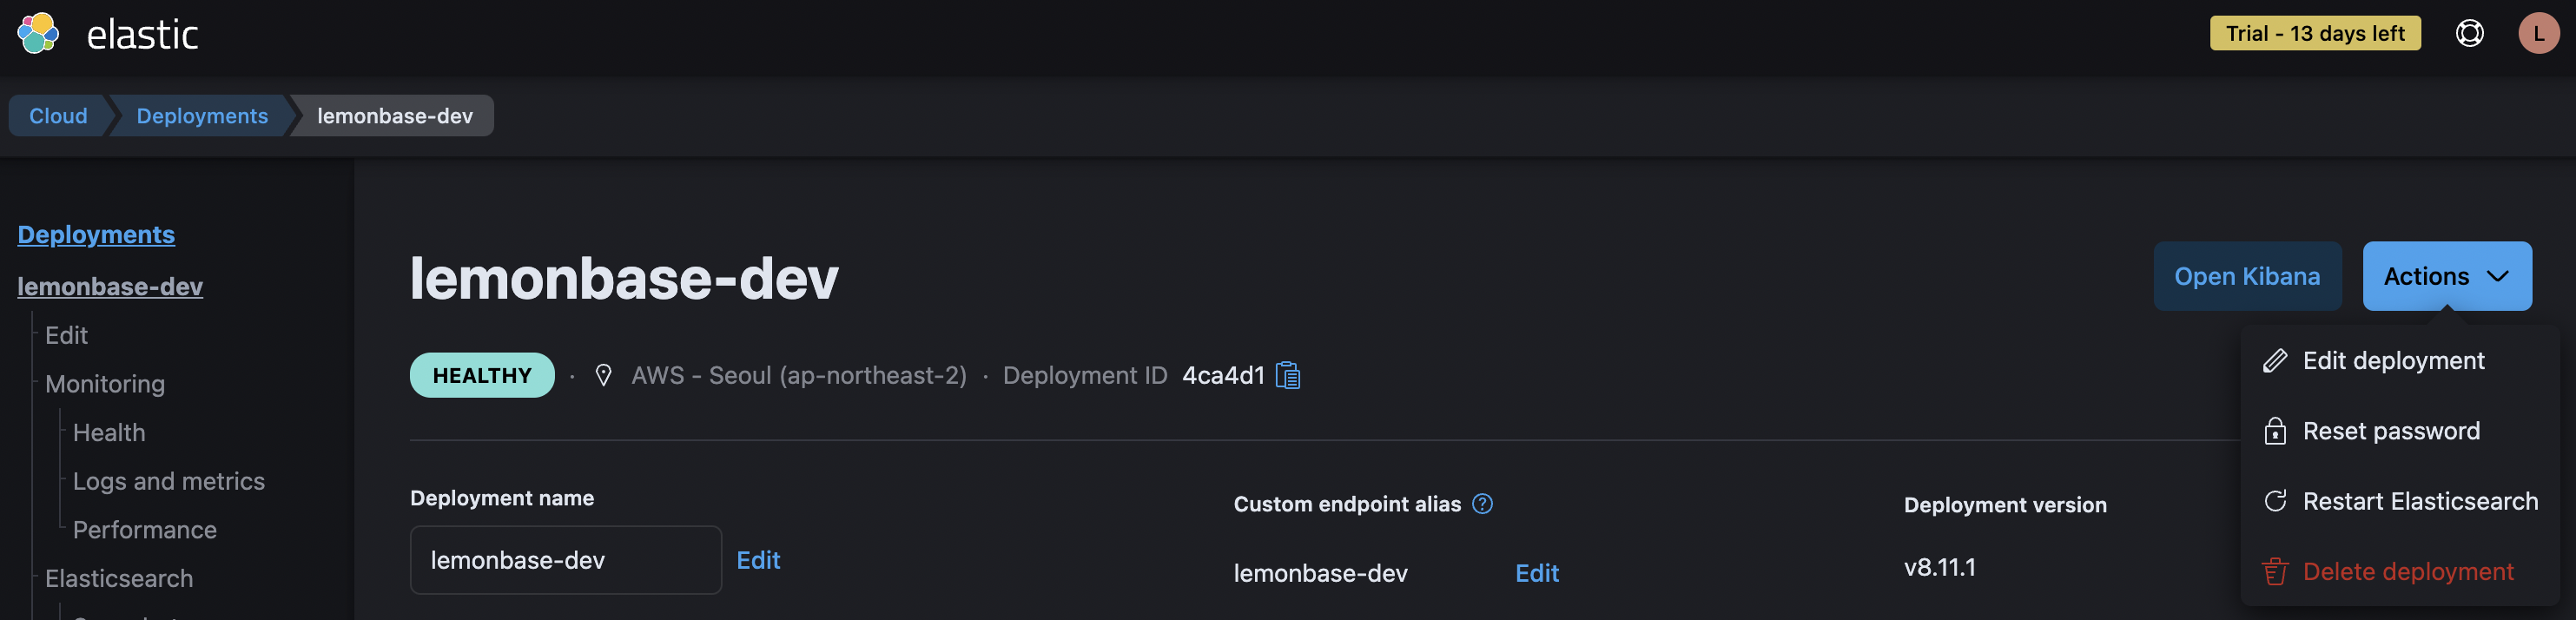 elastic
Trial - 13 days left
L
Cloud
Deployments
lemonbase-dev
Deployments
lemonbase-dev
Edit
Monitoring
Health
Logs and metrics
Performance
Elasticsearch
lemonbase-dev
Open Kibana
Actions
HEALTHY · AWS - Seoul (ap-northeast-2) · Deployment ID 4ca4d1
Edit deployment
Reset password
Restart Elasticsearch
Delete deployment
Deployment name
lemonbase-dev
Edit
Custom endpoint alias
lemonbase-dev
Edit
Deployment version
v8.11.1